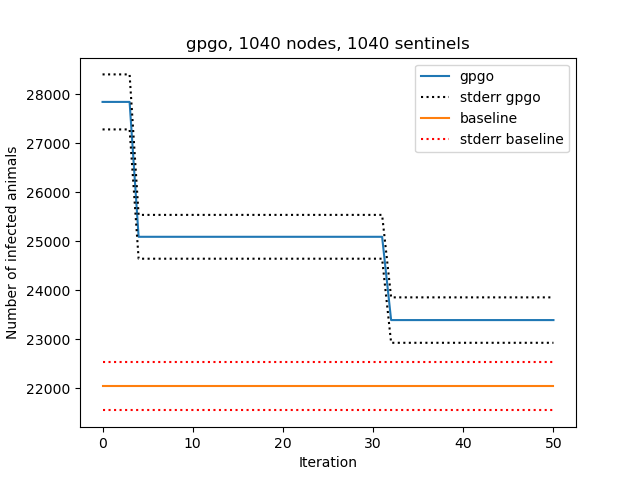 gpgo, 1040 nodes, 1040 sentinels
gpgo
stderr gpgo
baseline
stderr baseline
Number of infected animals
28000
27000
26000
25000
24000
23000
22000
0 10 20 30 40 50
Iteration